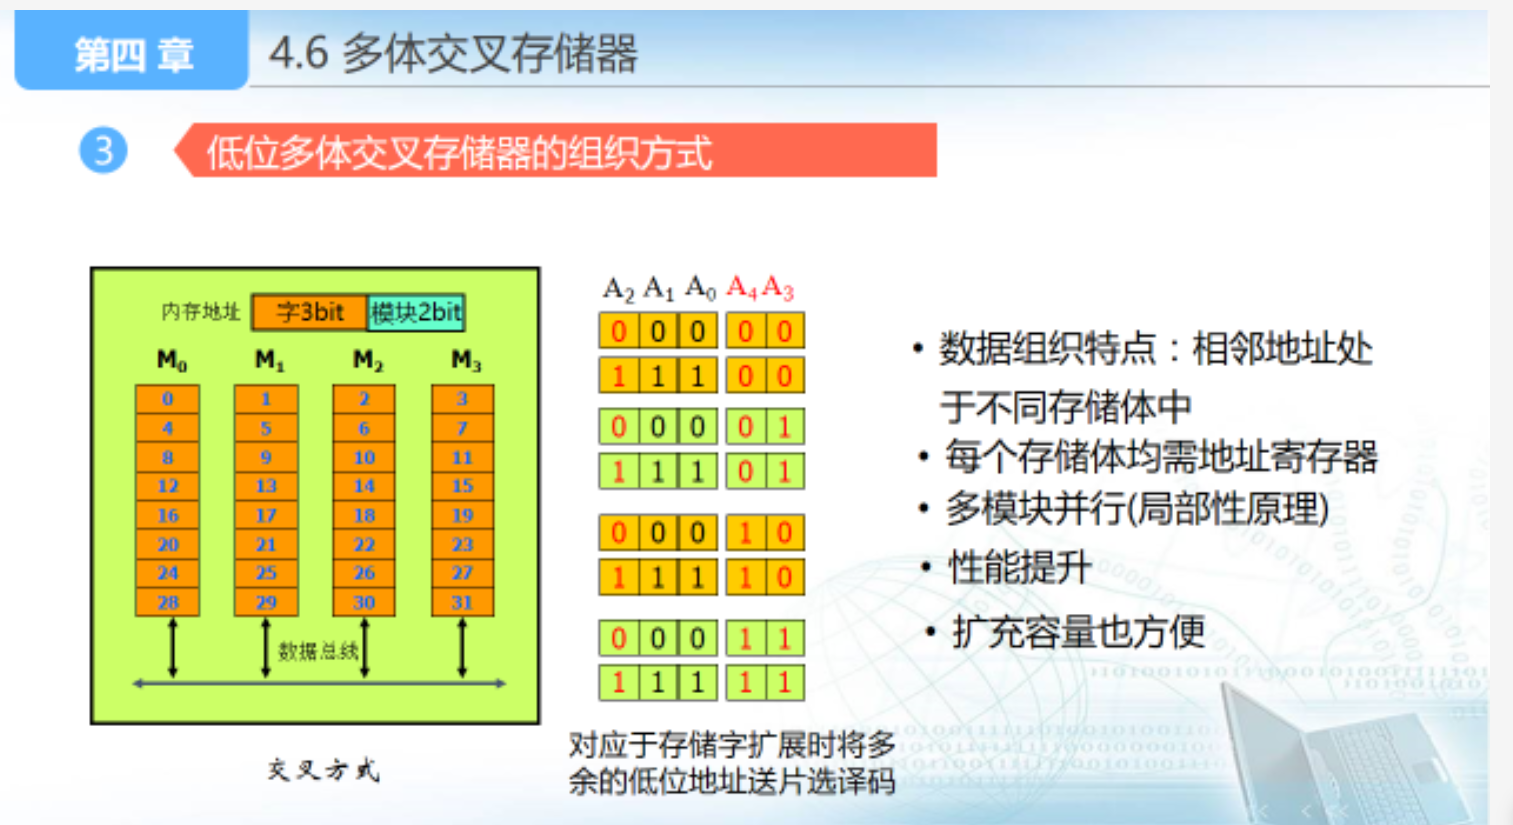 第四 章
4.6 多体交叉存储器
3
低位多体交叉存储器的组织方式
内存地址 字3bit 模块2bit
M0 M1 M2 M3
0 1 2 3
4 5 6 7
8 9 10 11
12 13 14 15
16 17 18 19
20 21 22 23
24 25 26 27
28 29 30 31
数据总线
交叉方式
A2 A1 A0 A4 A3
0 0 0 0 0
1 1 1 0 0
0 0 0 0 1
1 1 1 0 1
0 0 0 1 0
1 1 1 1 0
0 0 0 1 1
1 1 1 1 1
对应于存储字扩展时将多
余的低位地址送片选译码
• 数据组织特点：相邻地址处
于不同存储体中
• 每个存储体均需地址寄存器
• 多模块并行(局部性原理)
• 性能提升
• 扩充容量也方便